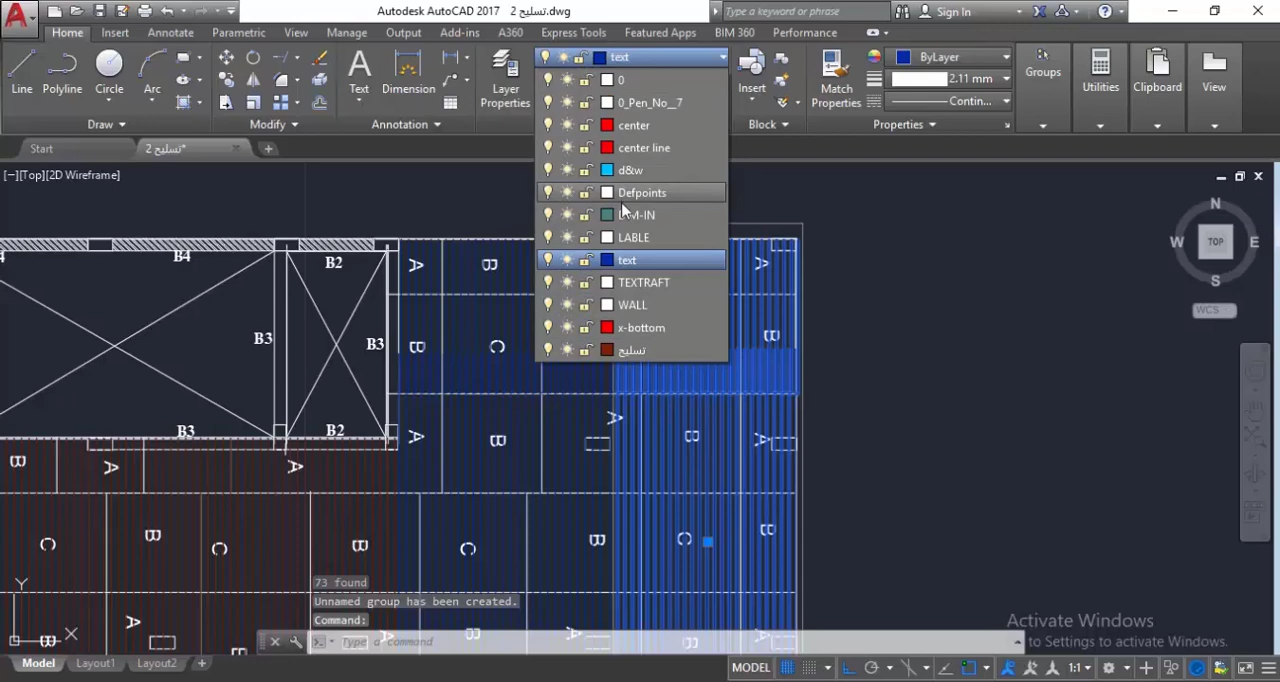 Autodesk AutoCAD 2017 تسليح 2.dwg
Type a keyword or phrase
Sign In
Home Insert Annotate Parametric View Manage Output Add-ins A360 Express Tools Featured Apps BIM 360 Performance
Line Polyline Circle Arc
Draw
Modify
Text Dimension
Annotation
Layer Properties
text
Insert
Block
Match Properties
ByLayer
2.11 mm
Contin...
Properties
Groups
Utilities
Clipboard
View
Start
تسليح 2*
[−][Top][2D Wireframe]
0
0_Pen_No__7
center
center line
d&w
Defpoints
LABLE
text
TEXTRAFT
WALL
x-bottom
تسليح
N
W TOP E
S
WCS
B4 B2 A B A
B3 B3 B C B
B3 B2 A B A B A
B A A
C B C B C B C B
A A B A B
73 found
Unnamed group has been created.
Command:
Type a command
Y
X
Activate Windows
to Settings to activate Windows.
Model Layout1 Layout2 +
MODEL 1:1